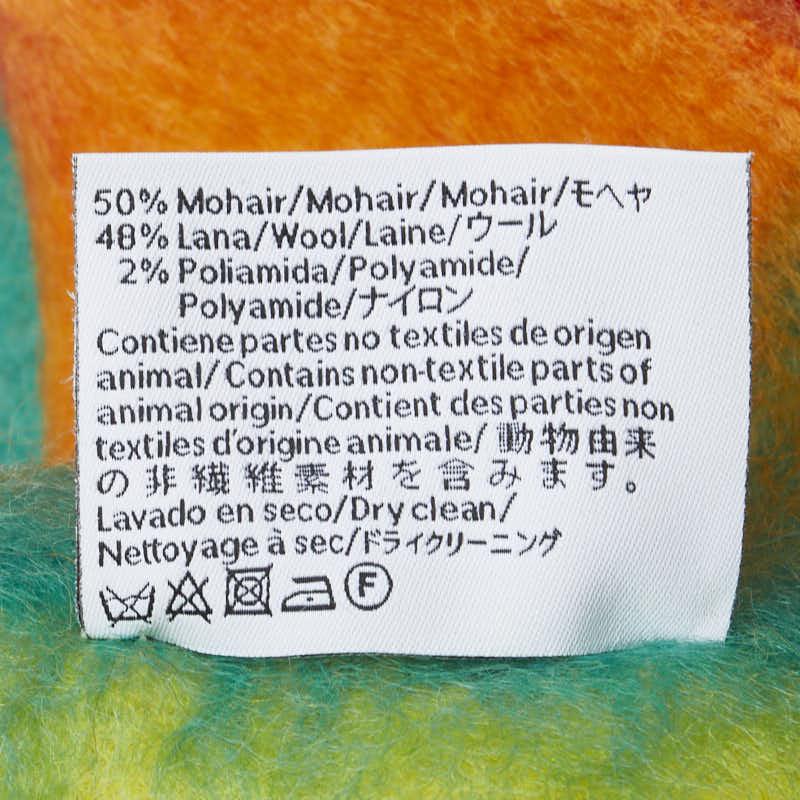 50% Mohair/Mohair/Mohair/モヘヤ
48% Lana/Wool/Laine/ウール
2% Poliamida/Polyamide/
Polyamide/ナイロン
Contiene partes no textiles de origen
animal/Contains non-textile parts of
animal origin/Contient des parties non
textiles d'origine animale/動物由来
の非繊維素材を含みます。
Lavado en seco/Dry clean/
Nettoyage à sec/ドライクリーニング
F